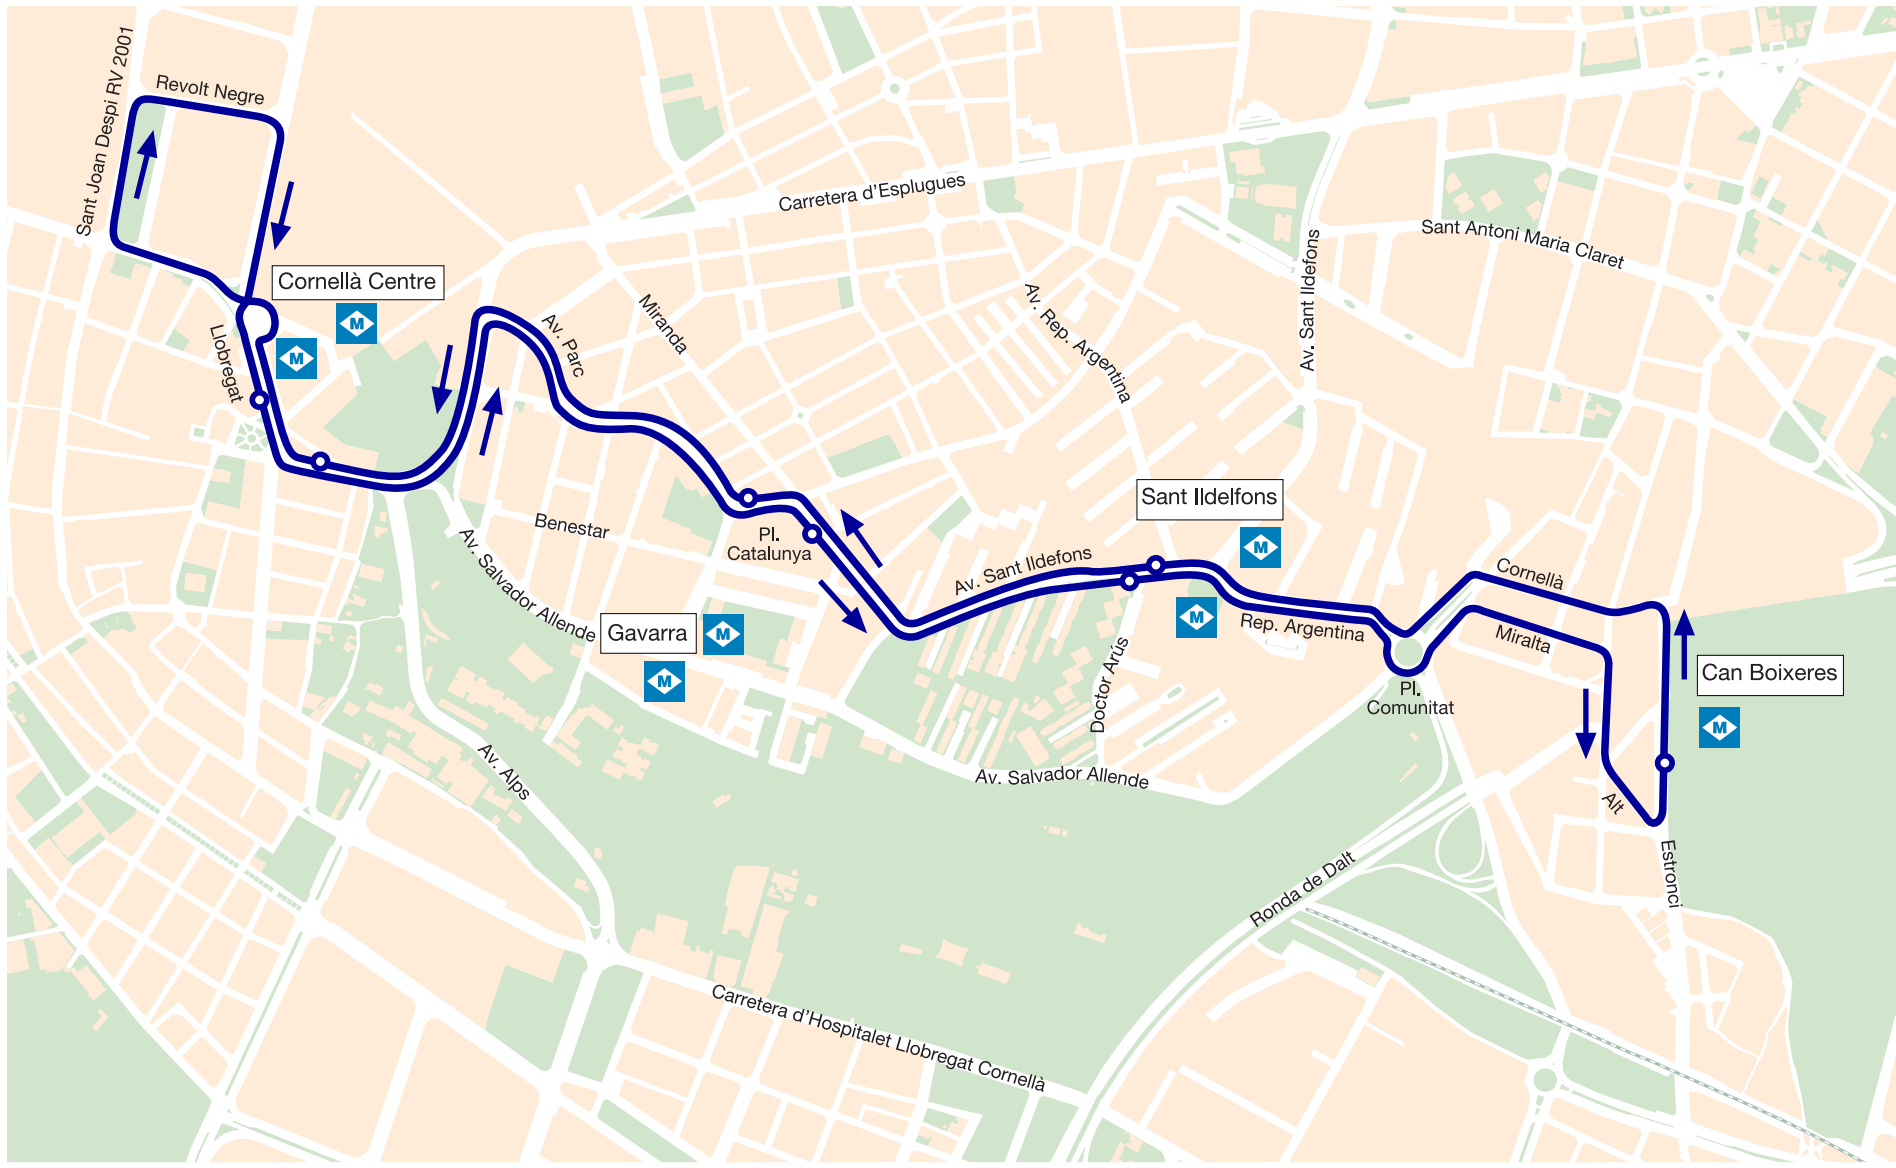 Sant Joan Despi RV 2001
Revolt Negre
Carretera d'Esplugues
Sant Antoni Maria Claret
Av. Sant Ildefons
Cornellà Centre
M
M
Llobregat
Av. Parc
Miranda
Av. Rep. Argentina
Sant Ildelfons
M
M
Benestar
Pl.
Catalunya
Av. Salvador Allende
Av. Sant Ildefons
Cornellà
Rep. Argentina
Miralta
Gavarra
M
M
Doctor Arús
Pl.
Comunitat
Can Boixeres
M
Av. Alps
Av. Salvador Allende
Alt
Estronci
Ronda de Dalt
Carretera d'Hospitalet Llobregat Cornellà